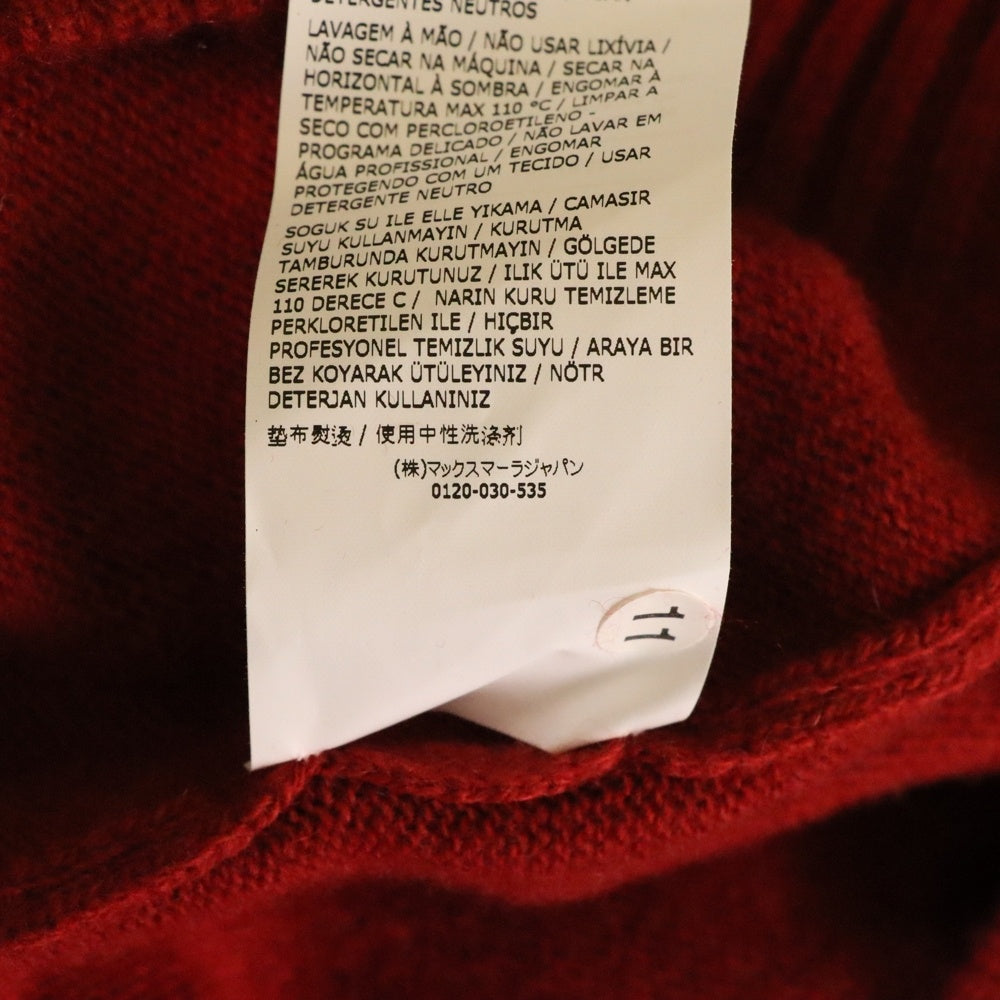 DETERGENTES NEUTROS
LAVAGEM À MÃO / NÃO USAR LIXÍVIA /
NÃO SECAR NA MÁQUINA / SECAR NA
HORIZONTAL À SOMBRA / ENGOMAR À
TEMPERATURA MAX 110 °C / LIMPAR A
SECO COM PERCLOROETILENO -
PROGRAMA DELICADO / NÃO LAVAR EM
ÁGUA PROFISSIONAL / ENGOMAR
PROTEGENDO COM UM TECIDO / USAR
DETERGENTE NEUTRO
SOGUK SU ILE ELLE YIKAMA / CAMASIR
SUYU KULLANMAYIN / KURUTMA
TAMBURUNDA KURUTMAYIN / GÖLGEDE
SEREREK KURUTUNUZ / ILIK ÜTÜ ILE MAX
110 DERECE C / NARIN KURU TEMIZLEME
PERKLORETILEN ILE / HIÇBIR
PROFESYONEL TEMIZLIK SUYU / ARAYA BIR
BEZ KOYARAK ÜTÜLEYINIZ / NÖTR
DETERJAN KULLANINIZ
垫布熨烫 / 使用中性洗涤剂
(株)マックスマーラジャパン
0120-030-535
11